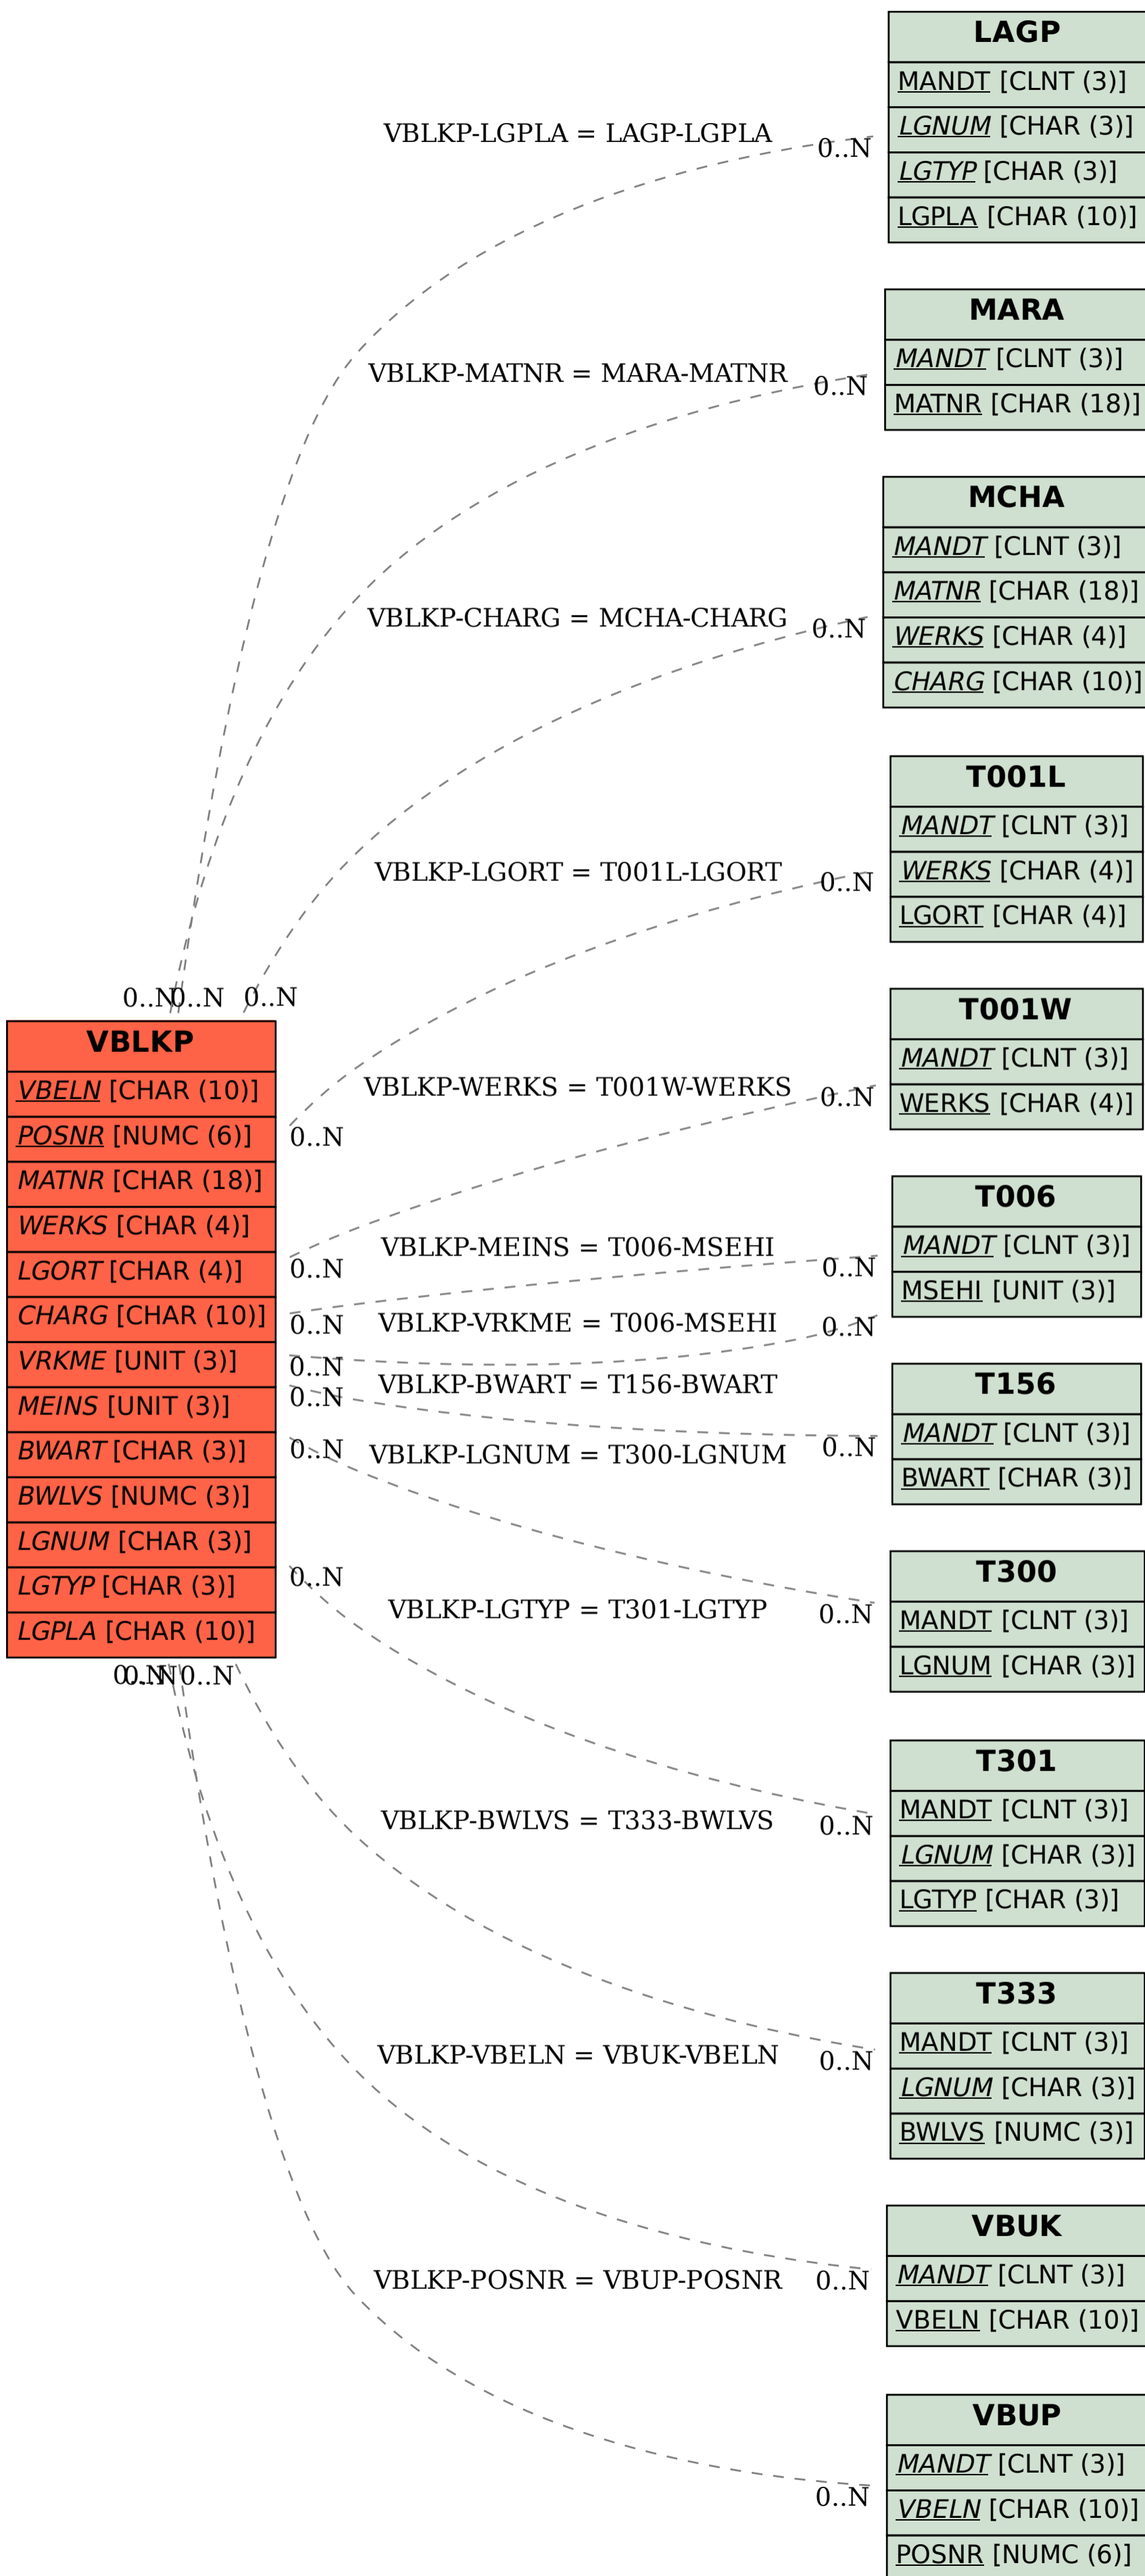 LAGP
MANDT [CLNT (3)]
LGNUM [CHAR (3)]
LGTYP [CHAR (3)]
LGPLA [CHAR (10)]
VBLKP-LGPLA = LAGP-LGPLA
0..N
MARA
MANDT [CLNT (3)]
MATNR [CHAR (18)]
VBLKP-MATNR = MARA-MATNR
0..N
MCHA
MANDT [CLNT (3)]
MATNR [CHAR (18)]
WERKS [CHAR (4)]
CHARG [CHAR (10)]
VBLKP-CHARG = MCHA-CHARG
0..N
T001L
MANDT [CLNT (3)]
WERKS [CHAR (4)]
LGORT [CHAR (4)]
VBLKP-LGORT = T001L-LGORT
0..N
0..N
0..N
0..N
VBLKP
VBELN [CHAR (10)]
POSNR [NUMC (6)]
MATNR [CHAR (18)]
WERKS [CHAR (4)]
LGORT [CHAR (4)]
CHARG [CHAR (10)]
VRKME [UNIT (3)]
MEINS [UNIT (3)]
BWART [CHAR (3)]
BWLVS [NUMC (3)]
LGNUM [CHAR (3)]
LGTYP [CHAR (3)]
LGPLA [CHAR (10)]
0..N
0..N
0..N
0..N
0..N
0..N
0..N
0..N
0..N
0..N
T001W
MANDT [CLNT (3)]
WERKS [CHAR (4)]
VBLKP-WERKS = T001W-WERKS
0..N
T006
MANDT [CLNT (3)]
MSEHI [UNIT (3)]
VBLKP-MEINS = T006-MSEHI
0..N
VBLKP-VRKME = T006-MSEHI
0..N
T156
MANDT [CLNT (3)]
BWART [CHAR (3)]
VBLKP-BWART = T156-BWART
0..N
VBLKP-LGNUM = T300-LGNUM
T300
MANDT [CLNT (3)]
LGNUM [CHAR (3)]
0..N
VBLKP-LGTYP = T301-LGTYP
T301
MANDT [CLNT (3)]
LGNUM [CHAR (3)]
LGTYP [CHAR (3)]
0..N
VBLKP-BWLVS = T333-BWLVS
T333
MANDT [CLNT (3)]
LGNUM [CHAR (3)]
BWLVS [NUMC (3)]
0..N
VBLKP-VBELN = VBUK-VBELN
VBUK
MANDT [CLNT (3)]
VBELN [CHAR (10)]
0..N
VBLKP-POSNR = VBUP-POSNR
VBUP
MANDT [CLNT (3)]
VBELN [CHAR (10)]
POSNR [NUMC (6)]
0..N